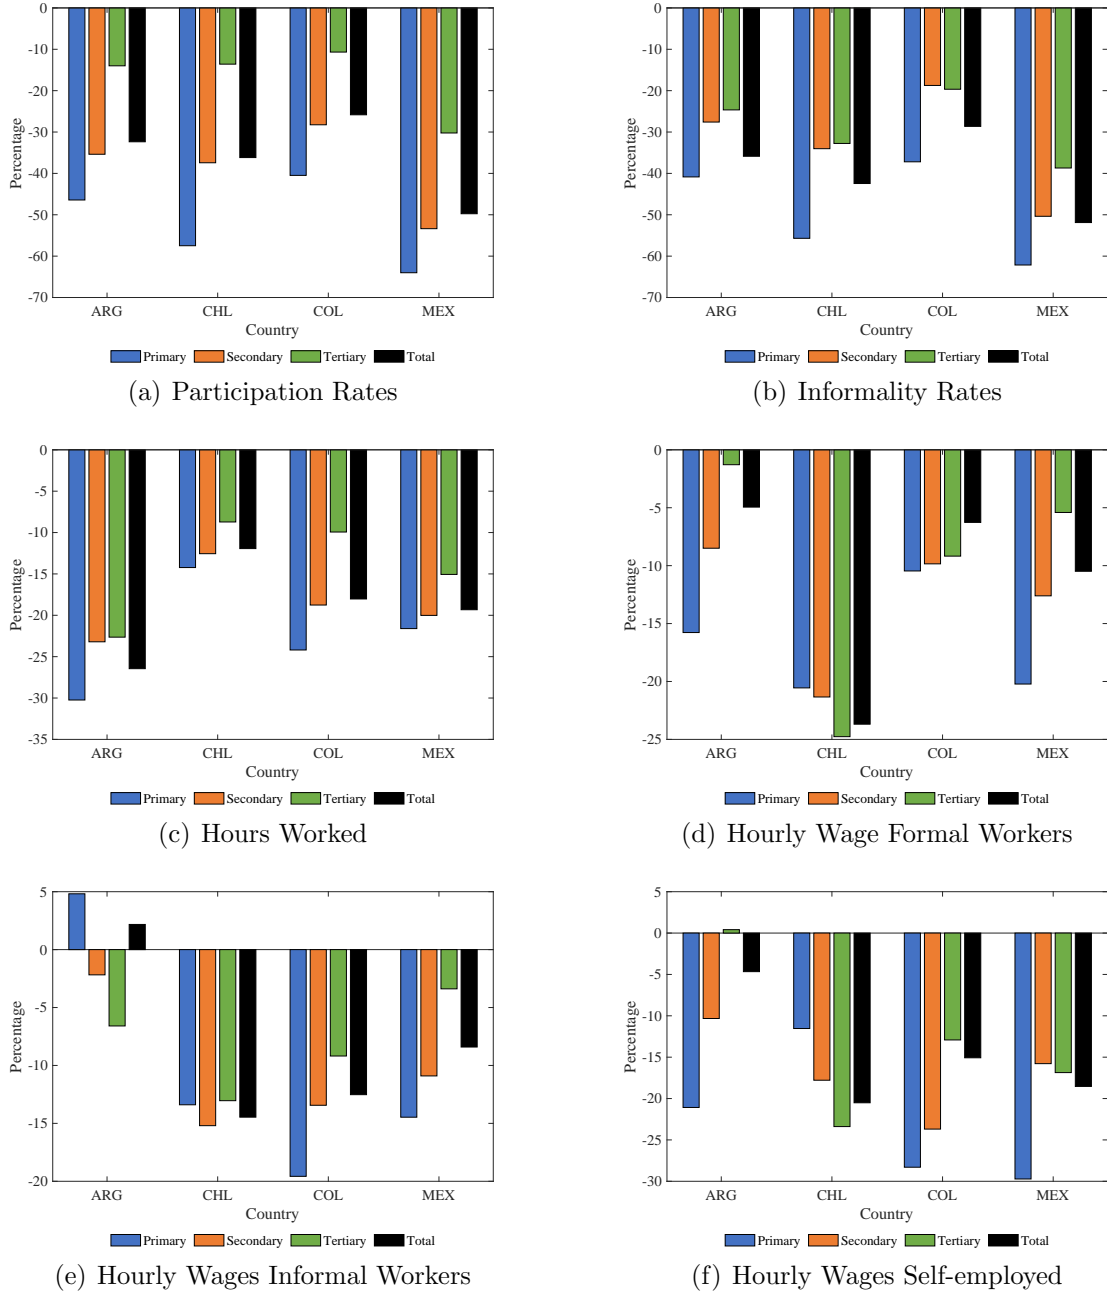 0
-10
-20
-30
-40
-50
-60
-70
Percentage
ARG CHL COL MEX
Country
Primary Secondary Tertiary Total
(a) Participation Rates
0
-10
-20
-30
-40
-50
-60
-70
Percentage
ARG CHL COL MEX
Country
Primary Secondary Tertiary Total
(b) Informality Rates
0
-5
-10
-15
-20
-25
-30
-35
Percentage
ARG CHL COL MEX
Country
Primary Secondary Tertiary Total
(c) Hours Worked
0
-5
-10
-15
-20
-25
Percentage
ARG CHL COL MEX
Country
Primary Secondary Tertiary Total
(d) Hourly Wage Formal Workers
5
0
-5
-10
-15
-20
Percentage
ARG CHL COL MEX
Country
Primary Secondary Tertiary Total
(e) Hourly Wages Informal Workers
5
0
-5
-10
-15
-20
-25
-30
Percentage
ARG CHL COL MEX
Country
Primary Secondary Tertiary Total
(f) Hourly Wages Self-employed